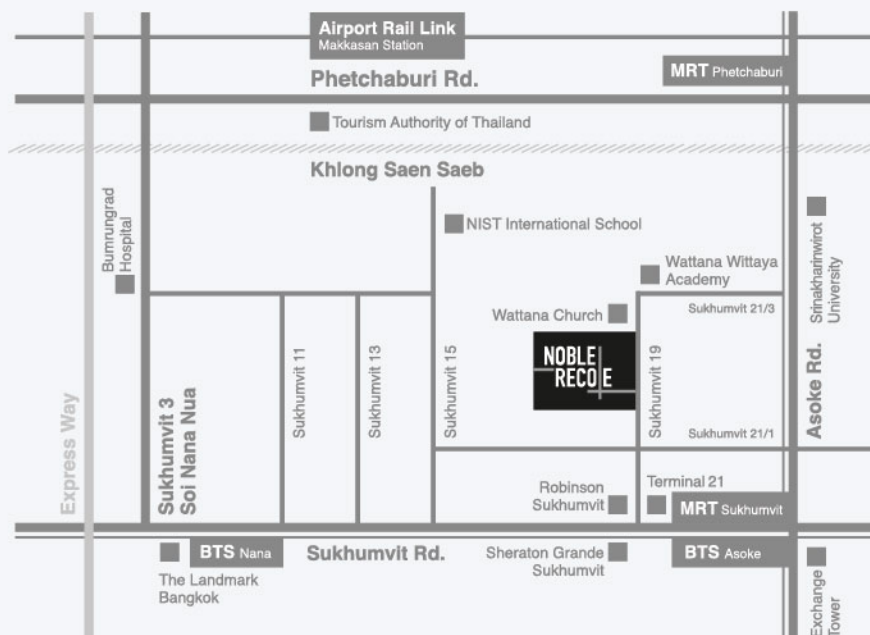 Airport Rail Link
Makkasan Station
Phetchaburi Rd.
MRT Phetchaburi
Tourism Authority of Thailand
Khlong Saen Saeb
Bumrungrad
Hospital
NIST International School
Srinakharinwirot
University
Wattana Wittaya
Academy
Sukhumvit 21/3
Wattana Church
NOBLE
RECOLE
Express Way
Sukhumvit 3
Soi Nana Nua
Sukhumvit 11
Sukhumvit 13
Sukhumvit 15
Sukhumvit 19
Asoke Rd.
Sukhumvit 21/1
Robinson
Sukhumvit
Terminal 21
MRT Sukhumvit
BTS Nana
Sukhumvit Rd.
Sheraton Grande
Sukhumvit
BTS Asoke
The Landmark
Bangkok
Exchange
Tower